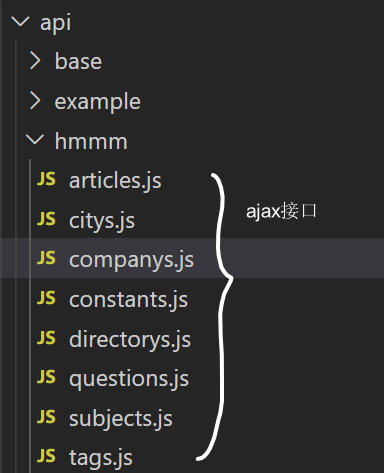 api
base
example
hmmm
JS articles.js
ajax接口
JS citys.js
JS companys.js
JS constants.js
JS directorys.js
JS questions.js
JS subjects.js
JS tags.js